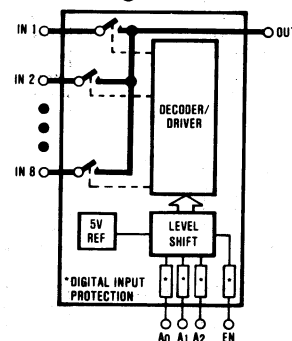 IN 1
OUT
IN 2
DECODER/
DRIVER
IN 8
5V
REF
LEVEL
SHIFT
*DIGITAL INPUT
PROTECTION
* * * *
A0 A1 A2 EN